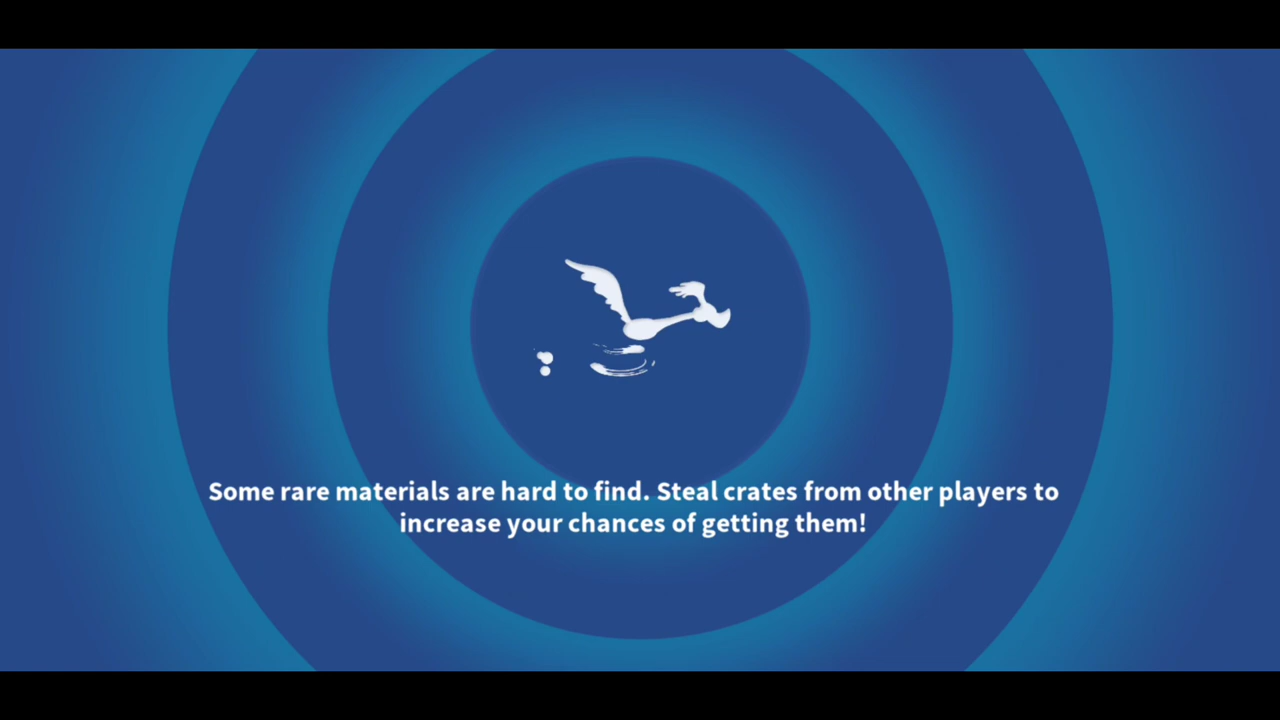 Some rare materials are hard to find. Steal crates from other players to
increase your chances of getting them!